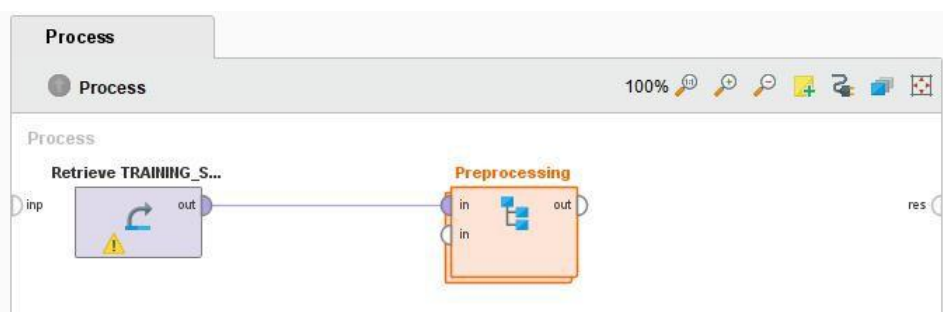 Process
Process
100%
Process
Retrieve TRAINING_S...
Preprocessing
inp
out
in
out
res
in